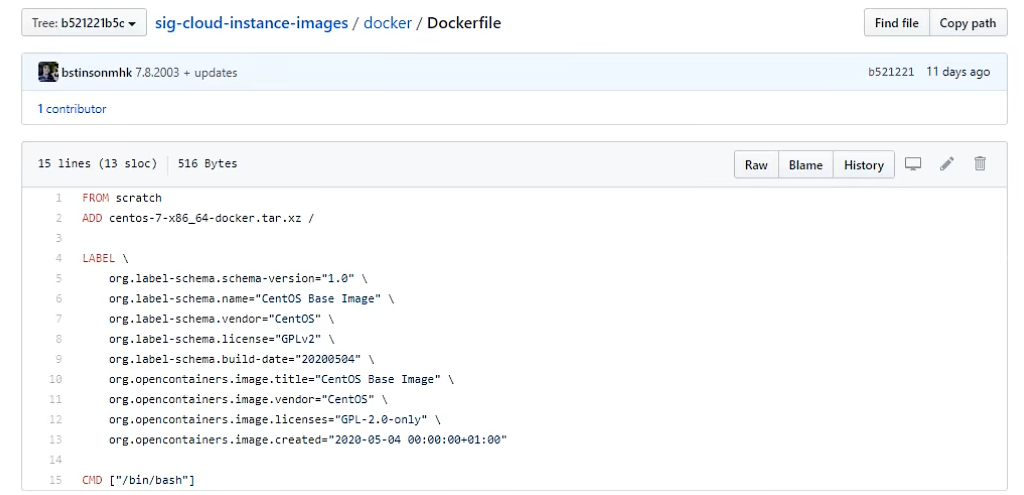 Tree: b521221b5c sig-cloud-instance-images / docker / Dockerfile Find file Copy path
bstinsonmhk 7.8.2003 + updates b521221 11 days ago
1 contributor
15 lines (13 sloc) 516 Bytes Raw Blame History
1 FROM scratch
2 ADD centos-7-x86_64-docker.tar.xz /
3
4 LABEL \
5 org.label-schema.schema-version="1.0" \
6 org.label-schema.name="CentOS Base Image" \
7 org.label-schema.vendor="CentOS" \
8 org.label-schema.license="GPLv2" \
9 org.label-schema.build-date="20200504" \
10 org.opencontainers.image.title="CentOS Base Image" \
11 org.opencontainers.image.vendor="CentOS" \
12 org.opencontainers.image.licenses="GPL-2.0-only" \
13 org.opencontainers.image.created="2020-05-04 00:00:00+01:00"
14
15 CMD ["/bin/bash"]